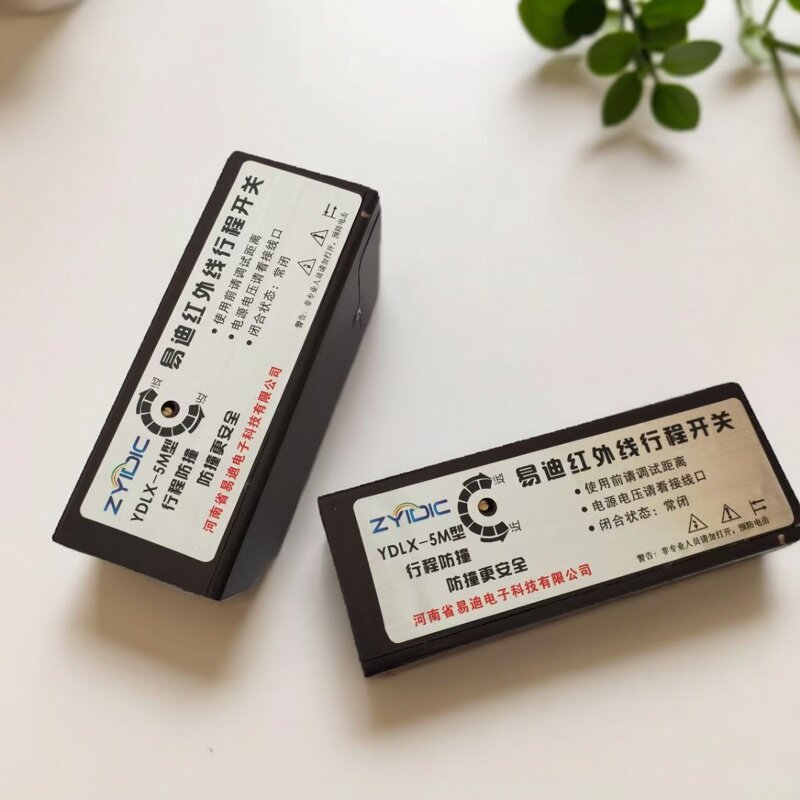 ZYIDIC
YDLX-5M型
远
近
易迪红外线行程开关
•使用前请调试距离
•电源电压请看接线口
•闭合状态：常闭
行程防撞
防撞更安全
警告：非专业人员请勿打开，预防电击
河南省易迪电子科技有限公司
ZYIDIC
YDLX-5M型
远
近
易迪红外线行程开关
•使用前请调试距离
•电源电压请看接线口
•闭合状态：常闭
行程防撞
防撞更安全
警告：非专业人员请勿打开，预防电击
河南省易迪电子科技有限公司